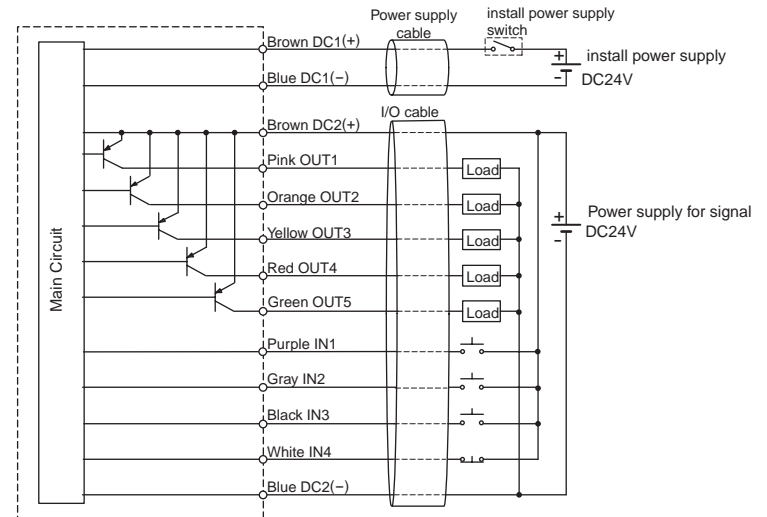 Power supply
cable
install power supply
switch
Brown DC1(+)
+
install power supply
Blue DC1(−)
−
DC24V
I/O cable
Brown DC2(+)
Pink OUT1
Load
Orange OUT2
Load
+
Power supply for signal
DC24V
−
Yellow OUT3
Load
Red OUT4
Load
Green OUT5
Load
Main Circuit
Purple IN1
Gray IN2
Black IN3
White IN4
Blue DC2(−)